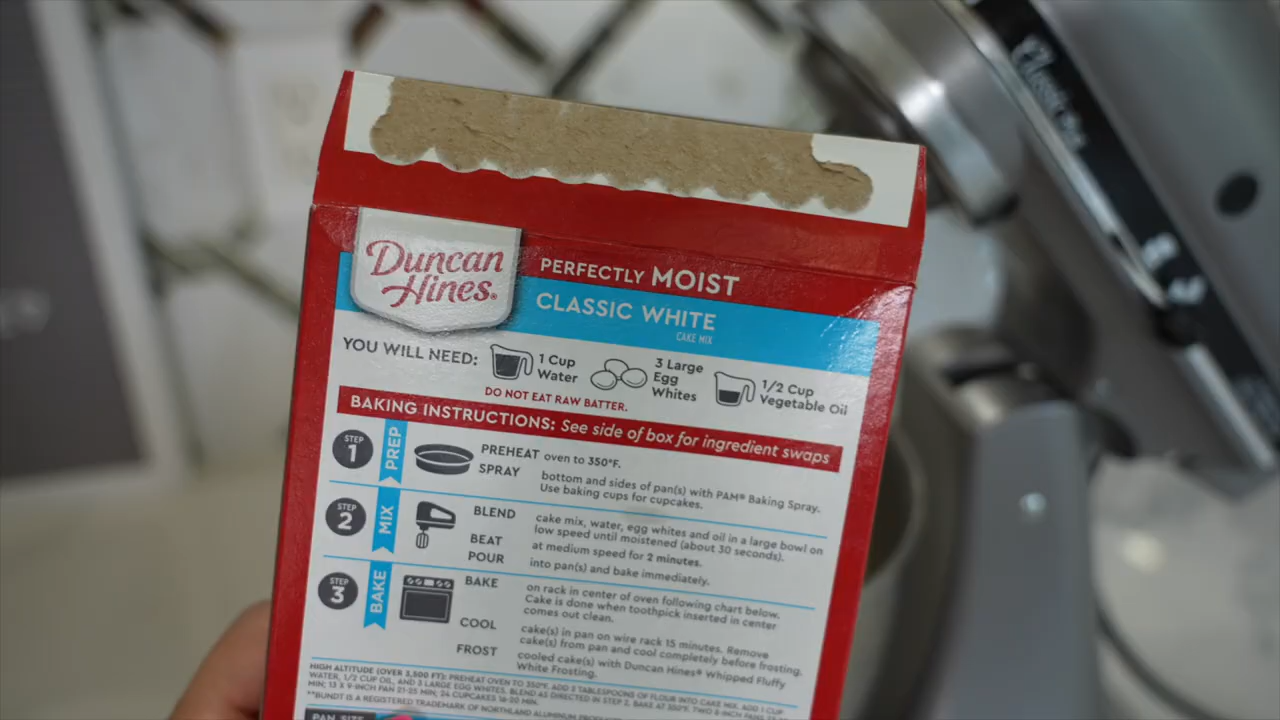 Duncan
Hines®
PERFECTLY MOIST
CLASSIC WHITE
CAKE MIX
YOU WILL NEED:
1 Cup
Water
3 Large
Egg
Whites
1/2 Cup
Vegetable Oil
DO NOT EAT RAW BATTER.
BAKING INSTRUCTIONS: See side of box for ingredient swaps
STEP
1
PREP
PREHEAT oven to 350°F.
SPRAY bottom and sides of pan(s) with PAM® Baking Spray.
Use baking cups for cupcakes.
STEP
2
MIX
BLEND cake mix, water, egg whites and oil in a large bowl on
low speed until moistened (about 30 seconds).
BEAT at medium speed for 2 minutes.
POUR into pan(s) and bake immediately.
STEP
3
BAKE
BAKE on rack in center of oven following chart below.
Cake is done when toothpick inserted in center
comes out clean.
COOL cake(s) in pan on wire rack 15 minutes. Remove
cake(s) from pan and cool completely before frosting.
FROST cooled cake(s) with Duncan Hines® Whipped Fluffy
White Frosting.
HIGH ALTITUDE (OVER 3,500 FT): PREHEAT OVEN TO 350°F. ADD 2 TABLESPOONS OF FLOUR INTO CAKE MIX. ADD 1 CUP
WATER, 1/2 CUP OIL, AND 3 LARGE EGG WHITES. BLEND AS DIRECTED IN STEP 2. BAKE AT 350°F. TWO 8-INCH PANS
MIN; 13 X 9-INCH PAN 21-25 MIN; 24 CUPCAKES 16-20 MIN.
**BUNDT IS A REGISTERED TRADEMARK OF NORTHLAND ALUMINUM
PAN SIZE
Classic